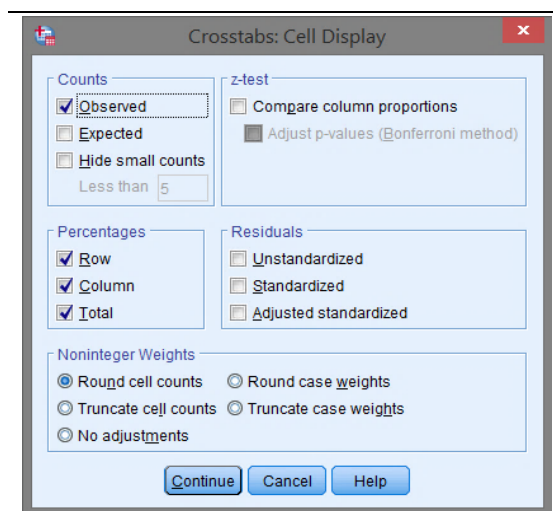 Crosstabs: Cell Display
Counts
Observed
Expected
Hide small counts
Less than 5
z-test
Compare column proportions
Adjust p-values (Bonferroni method)
Percentages
Row
Column
Total
Residuals
Unstandardized
Standardized
Adjusted standardized
Noninteger Weights
Round cell counts Round case weights
Truncate cell counts Truncate case weights
No adjustments
Continue Cancel Help